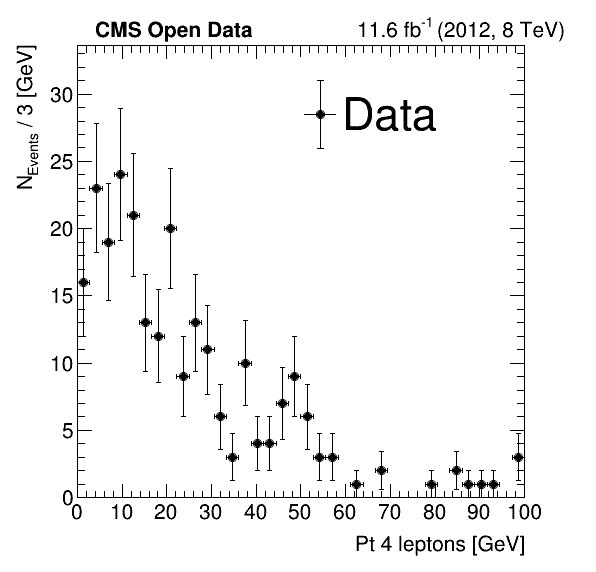 CMS Open Data
11.6 fb⁻¹ (2012, 8 TeV)
N_Events / 3 [GeV]
Data
30
25
20
15
10
5
0
0 10 20 30 40 50 60 70 80 90 100
Pt 4 leptons [GeV]